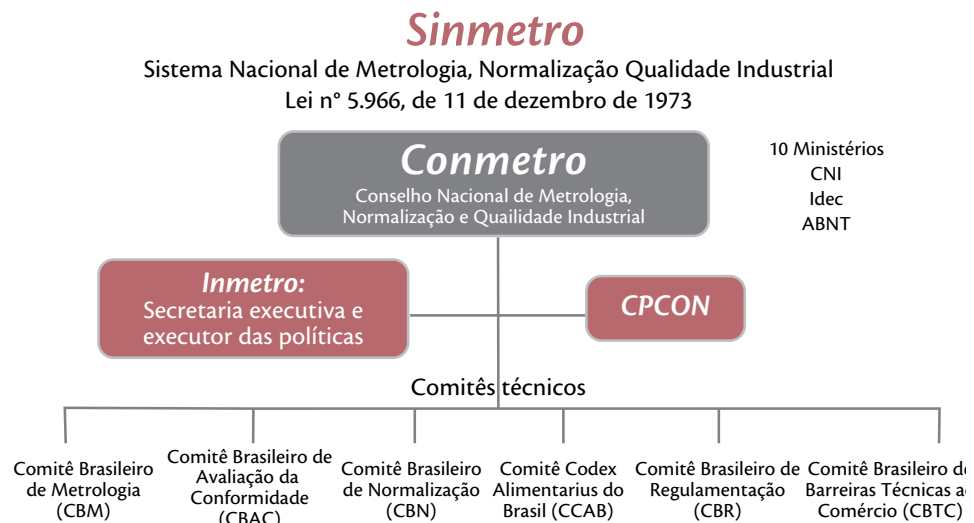 Sinmetro
Sistema Nacional de Metrologia, Normalização Qualidade Industrial
Lei n° 5.966, de 11 de dezembro de 1973
Conmetro
Conselho Nacional de Metrologia,
Normalização e Quailidade Industrial
10 Ministérios
CNI
Idec
ABNT
Inmetro:
Secretaria executiva e
executor das políticas
CPCON
Comitês técnicos
Comitê Brasileiro
de Metrologia
(CBM)
Comitê Brasileiro de
Avaliação da
Conformidade
(CBAC)
Comitê Brasileiro
de Normalização
(CBN)
Comitê Codex
Alimentarius do
Brasil (CCAB)
Comitê Brasileiro de
Regulamentação
(CBR)
Comitê Brasileiro de
Barreiras Técnicas ao
Comércio (CBTC)